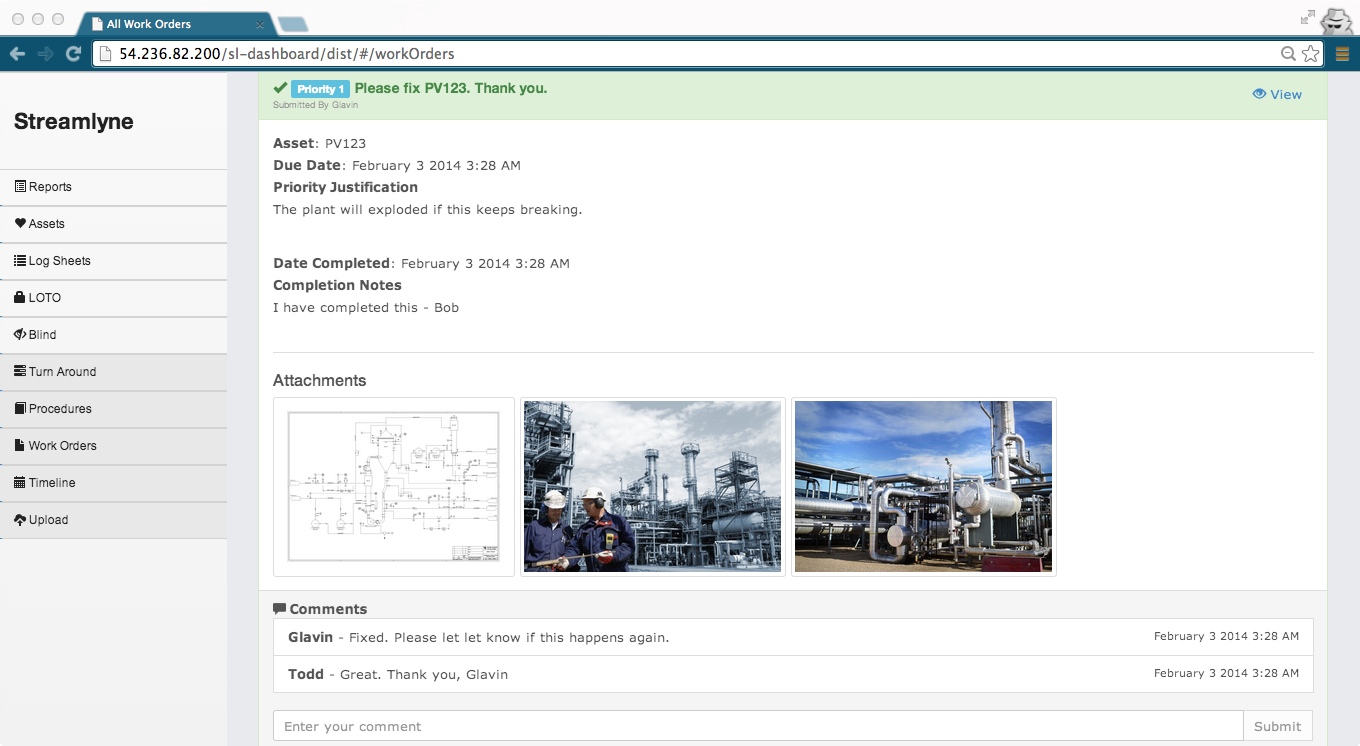 All Work Orders
54.236.82.200/sl-dashboard/dist/#/workOrders
Streamlyne
Reports
Assets
Log Sheets
LOTO
Blind
Turn Around
Procedures
Work Orders
Timeline
Upload
Priority 1 Please fix PV123. Thank you.
Submitted By Glavin
View
Asset: PV123
Due Date: February 3 2014 3:28 AM
Priority Justification
The plant will exploded if this keeps breaking.
Date Completed: February 3 2014 3:28 AM
Completion Notes
I have completed this - Bob
Attachments
Comments
Glavin - Fixed. Please let let know if this happens again. February 3 2014 3:28 AM
Todd - Great. Thank you, Glavin February 3 2014 3:28 AM
Enter your comment Submit